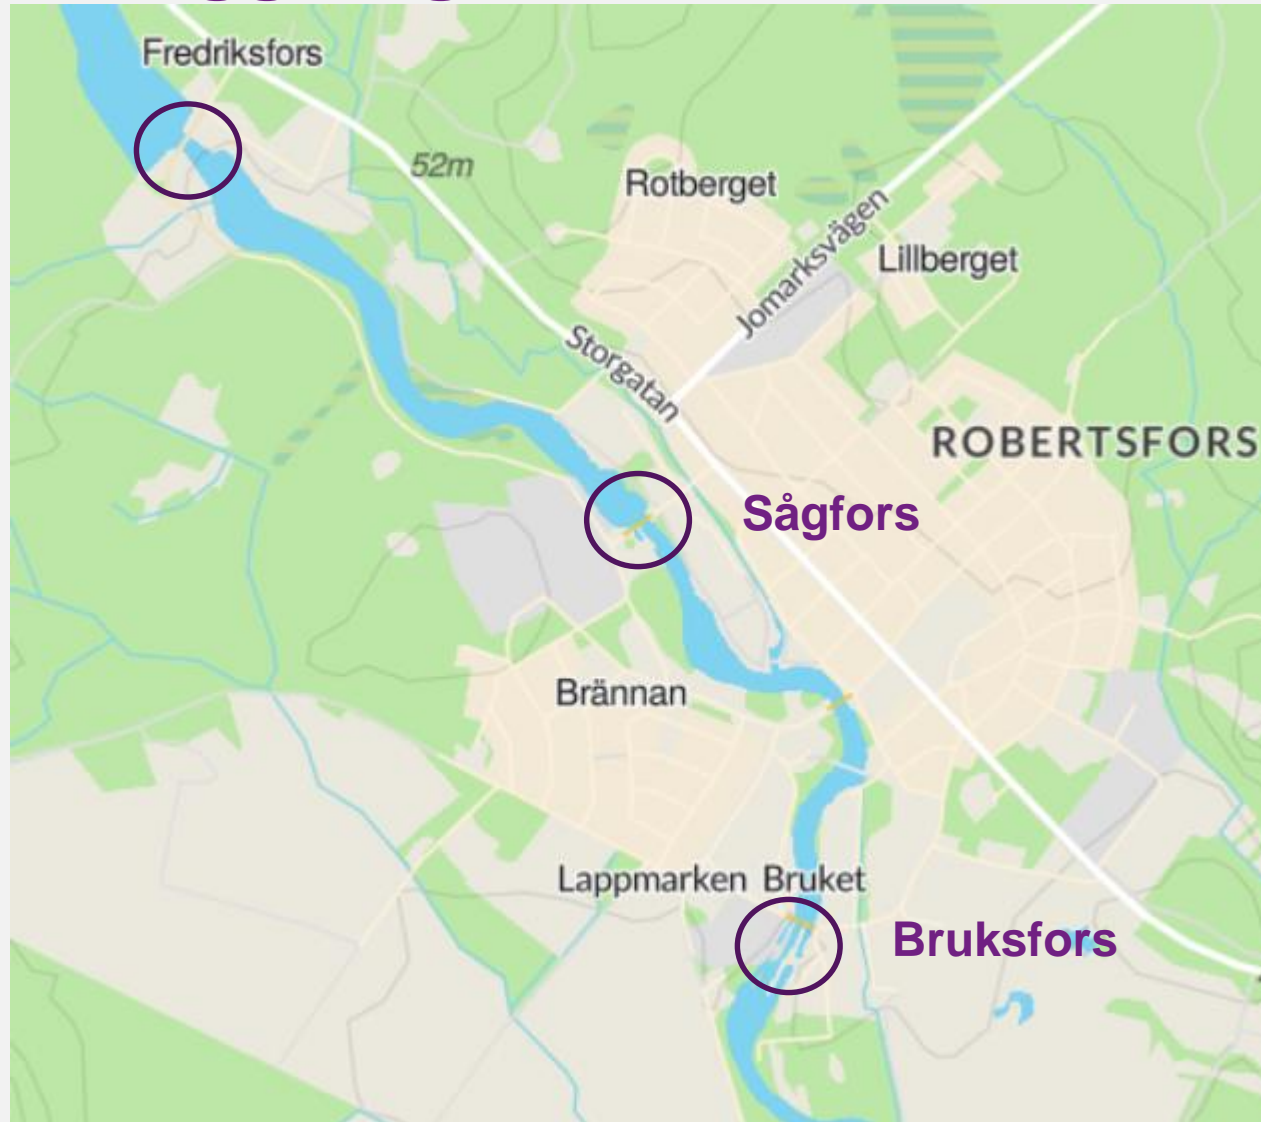 Fredriksfors
52m
Rotberget
Jomarksvägen
Lillberget
Storgatan
ROBERTSFORS
Sågfors
Brännan
Lappmarken Bruket
Bruksfors